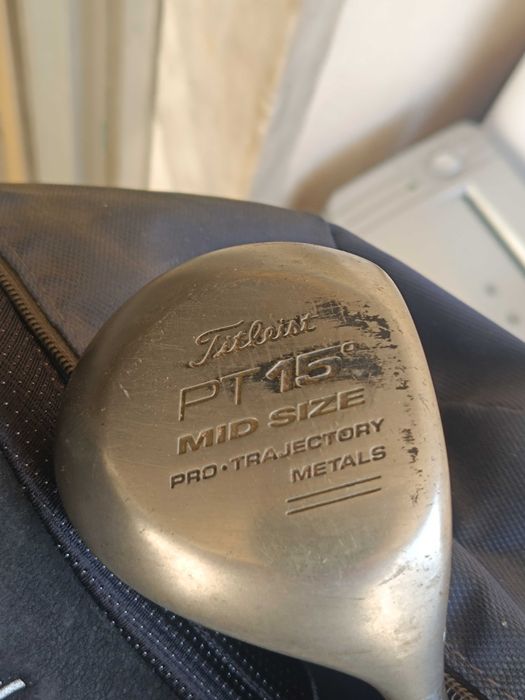 Titleist
PT 15°
MID SIZE
PRO•TRAJECTORY
METALS